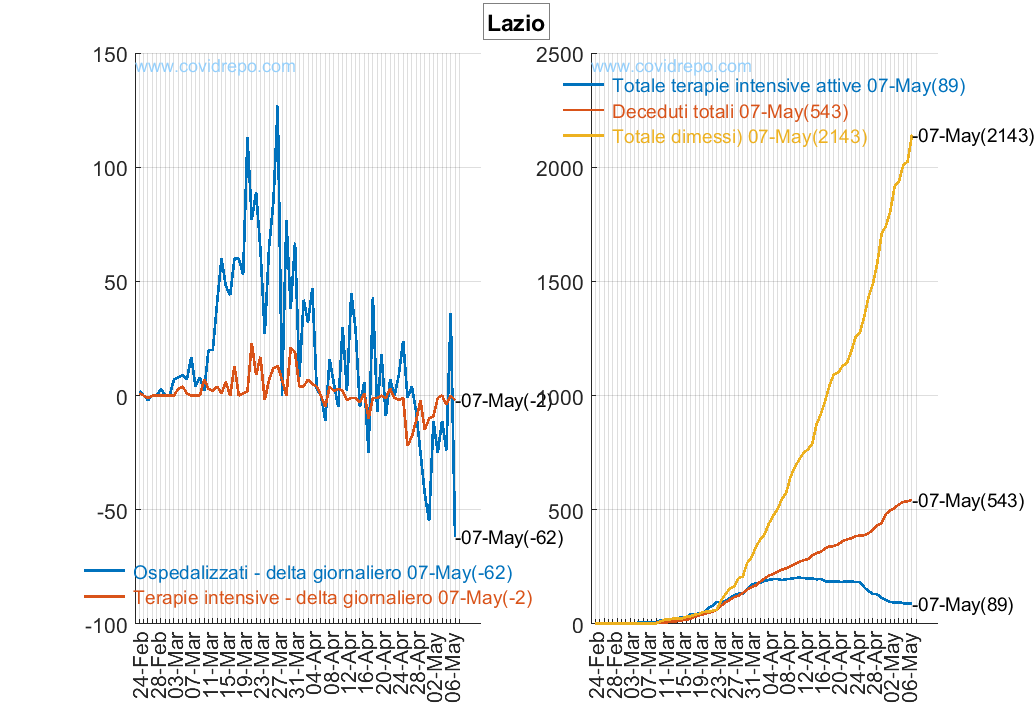 Lazio
150
100
50
0
-50
-100
www.covidrepo.com
-07-May(-2)
-07-May(-62)
Ospedalizzati - delta giornaliero 07-May(-62)
Terapie intensive - delta giornaliero 07-May(-2)
24-Feb
28-Feb
03-Mar
07-Mar
11-Mar
15-Mar
19-Mar
23-Mar
27-Mar
31-Mar
04-Apr
08-Apr
12-Apr
16-Apr
20-Apr
24-Apr
28-Apr
02-May
06-May
2500
2000
1500
1000
500
0
www.covidrepo.com
Totale terapie intensive attive 07-May(89)
Deceduti totali 07-May(543)
Totale dimessi) 07-May(2143)
-07-May(2143)
-07-May(543)
-07-May(89)
24-Feb
28-Feb
03-Mar
07-Mar
11-Mar
15-Mar
19-Mar
23-Mar
27-Mar
31-Mar
04-Apr
08-Apr
12-Apr
16-Apr
20-Apr
24-Apr
28-Apr
02-May
06-May